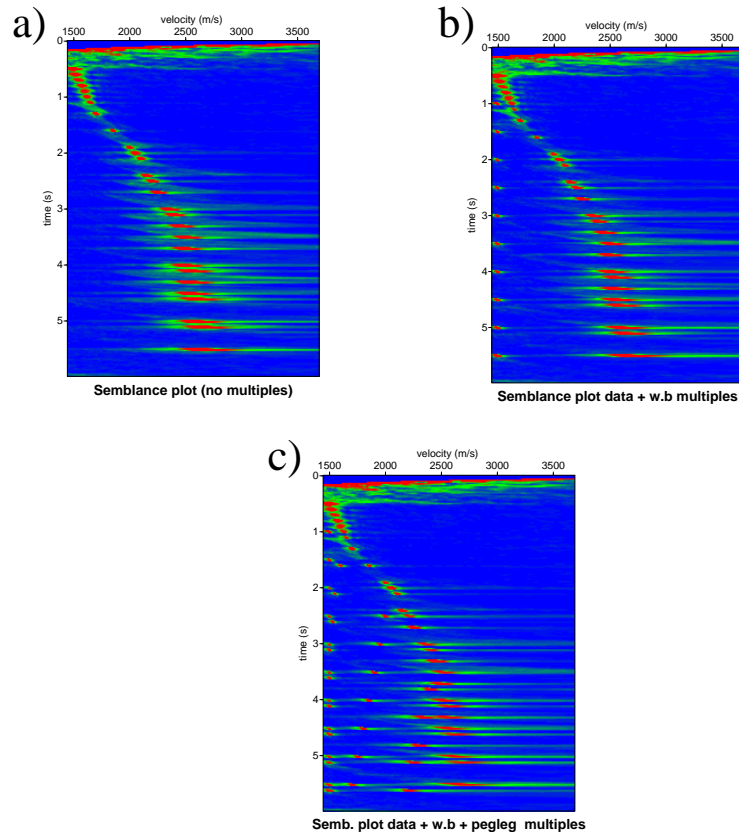 a)
velocity (m/s)
1500 2000 2500 3000 3500
0
1
2
3
4
5
time (s)
Semblance plot (no multiples)
b)
velocity (m/s)
1500 2000 2500 3000 3500
0
1
2
3
4
5
time (s)
Semblance plot data + w.b multiples
c)
velocity (m/s)
1500 2000 2500 3000 3500
0
1
2
3
4
5
time (s)
Semb. plot data + w.b + pegleg multiples